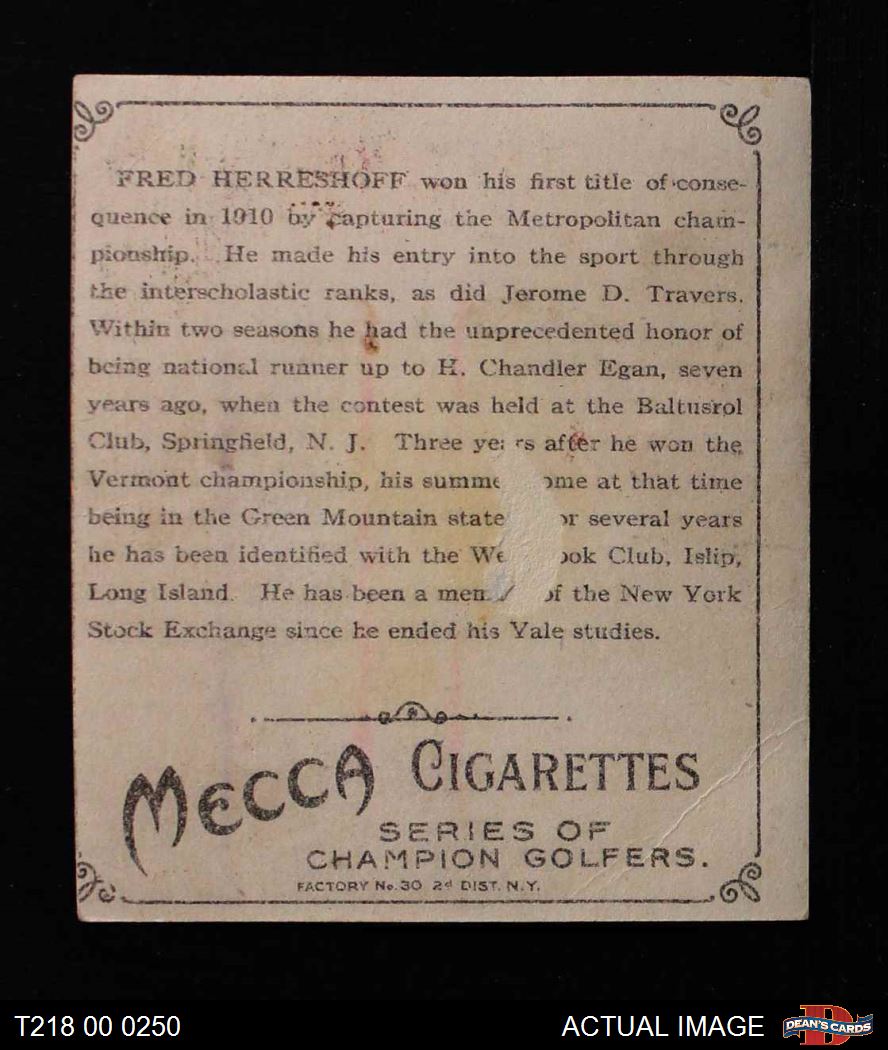 FRED HERRESHOFF won his first title of conse-
quence in 1910 by capturing the Metropolitan cham-
pionship. He made his entry into the sport through
the interscholastic ranks, as did Jerome D. Travers.
Within two seasons he had the unprecedented honor of
being national runner up to H. Chandler Egan, seven
years ago, when the contest was held at the Baltusrol
Club, Springfield, N. J. Three years after he won the
Vermont championship, his summe ome at that time
being in the Green Mountain state or several years
he has been identified with the We ook Club, Islip,
Long Island. He has been a mem of the New York
Stock Exchange since he ended his Yale studies.
MECCA CIGARETTES
SERIES OF
CHAMPION GOLFERS.
FACTORY No. 30 2d DIST. N.Y.
T218 00 0250 ACTUAL IMAGE DEAN'S CARDS